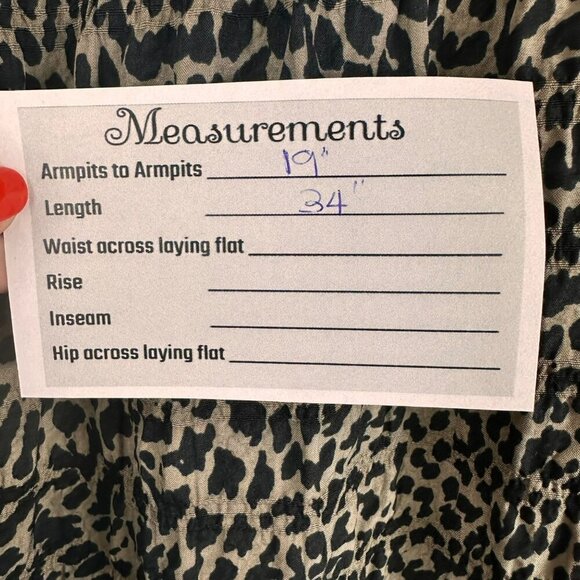 Measurements
Armpits to Armpits 19"
Length 34"
Waist across laying flat
Rise
Inseam
Hip across laying flat